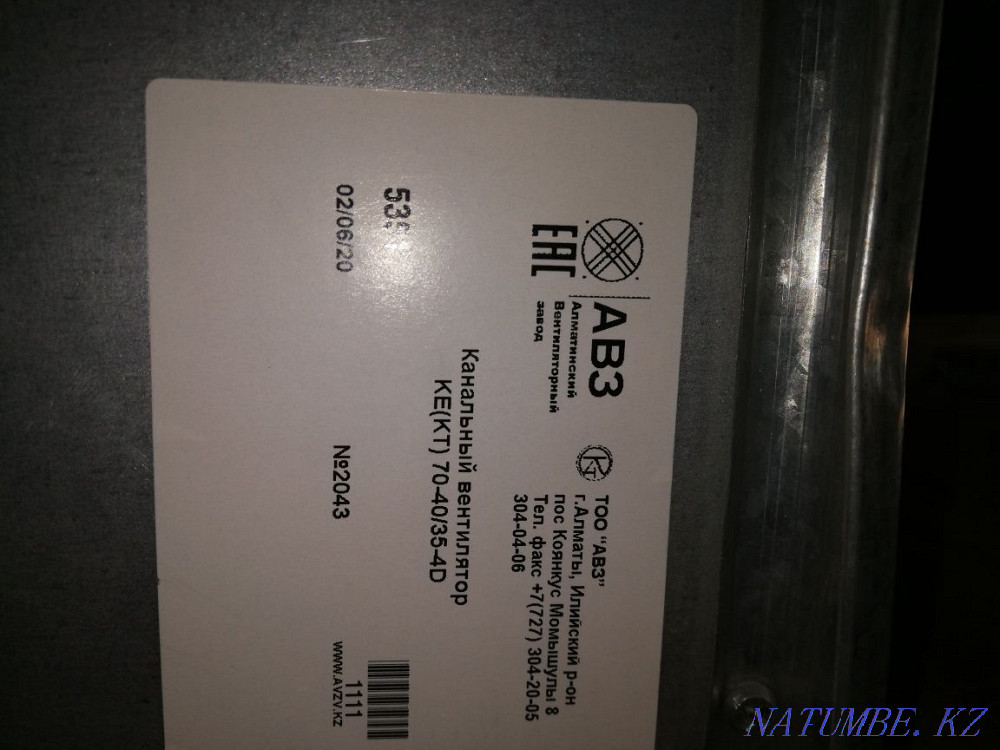 АВЗ
Алматинский
Вентиляторный
завод
EAC
КТ
ТОО "АВЗ"
г.Алматы, Илийский р-он
пос Коянкус Момышулы 8
Тел. факс +7(727) 304-20-05
304-04-06
Канальный вентилятор
KE(KT) 70-40/35-4D
02/06/20
№2043
1111
www.AVZV.KZ
NATUMBE. KZ